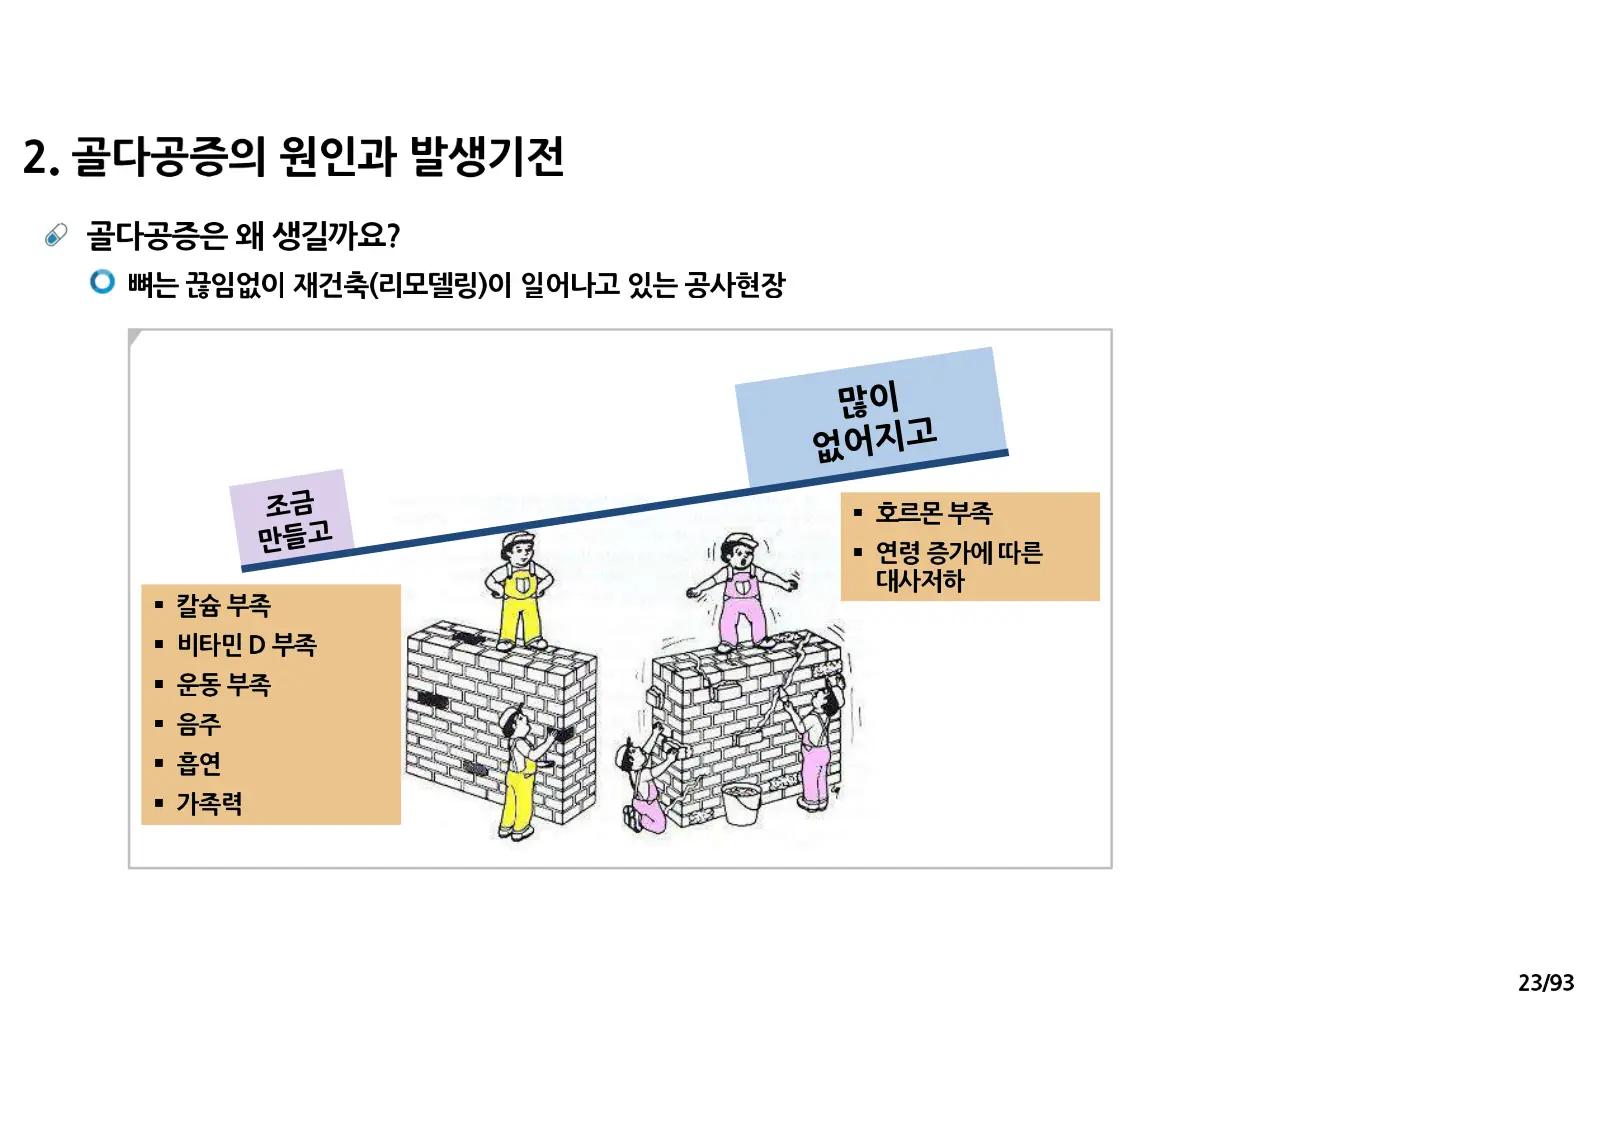 2. 골다공증의 원인과 발생기전
골다공증은 왜 생길까요?
뼈는 끊임없이 재건축(리모델링)이 일어나고 있는 공사현장
많이
없어지고
조금
만들고
▪ 호르몬 부족
▪ 연령 증가에 따른
대사저하
▪ 칼슘 부족
▪ 비타민 D 부족
▪ 운동 부족
▪ 음주
▪ 흡연
▪ 가족력
23/93